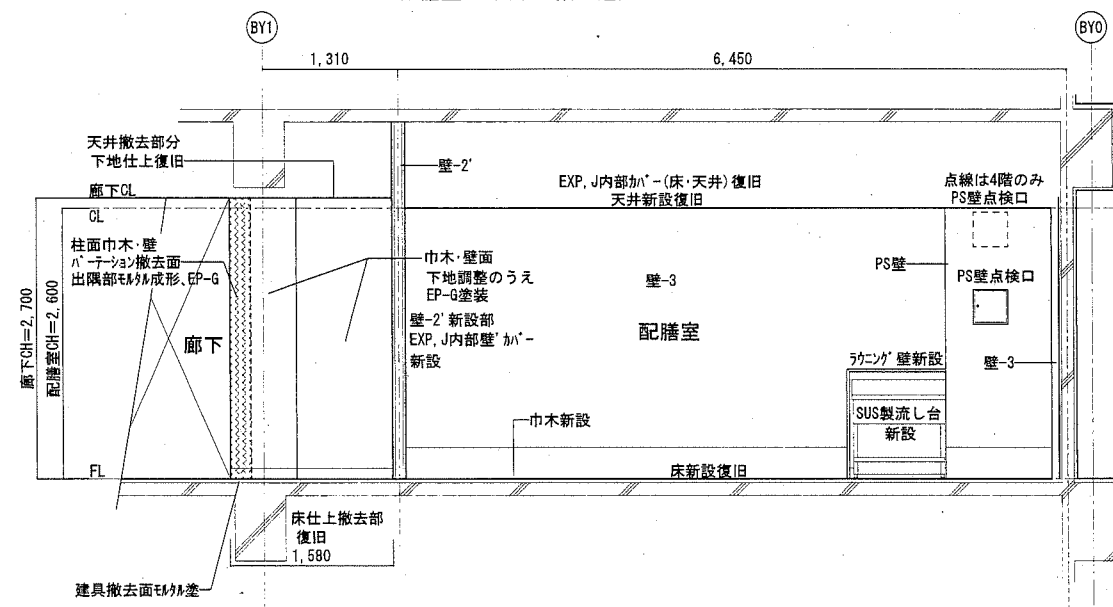 BY1
BY0
1,310
6,450
天井撤去部分
下地仕上復旧
壁-2'
EXP,J内部ｶﾊﾞｰ(床・天井)復旧
天井新設復旧
点線は4階のみ
PS壁点検口
廊下CL
CL
柱面巾木・壁
ﾊﾟｰテｰション撤去面
出隅部ﾓﾙﾀﾙ成形、EP-G
巾木・壁面
下地調整のうえ
EP-G塗装
壁-2'新設部
EXP,J内部壁'ｶﾊﾞｰ
新設
壁-3
PS壁
PS壁点検口
廊下CH=2,700
配膳室CH=2,600
廊下
配膳室
ﾗｳﾆﾝｸﾞ壁新設
壁-3
SUS製流し台
新設
巾木新設
FL
床新設復旧
床仕上撤去部
復旧
1,580
建具撤去面ﾓﾙﾀﾙ塗